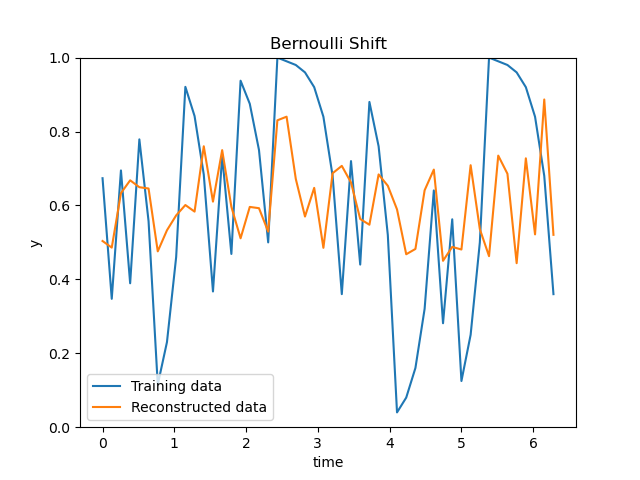 Bernoulli Shift
1.0
0.8
0.6
0.4
0.2
0.0
y
Training data
Reconstructed data
0 1 2 3 4 5 6
time